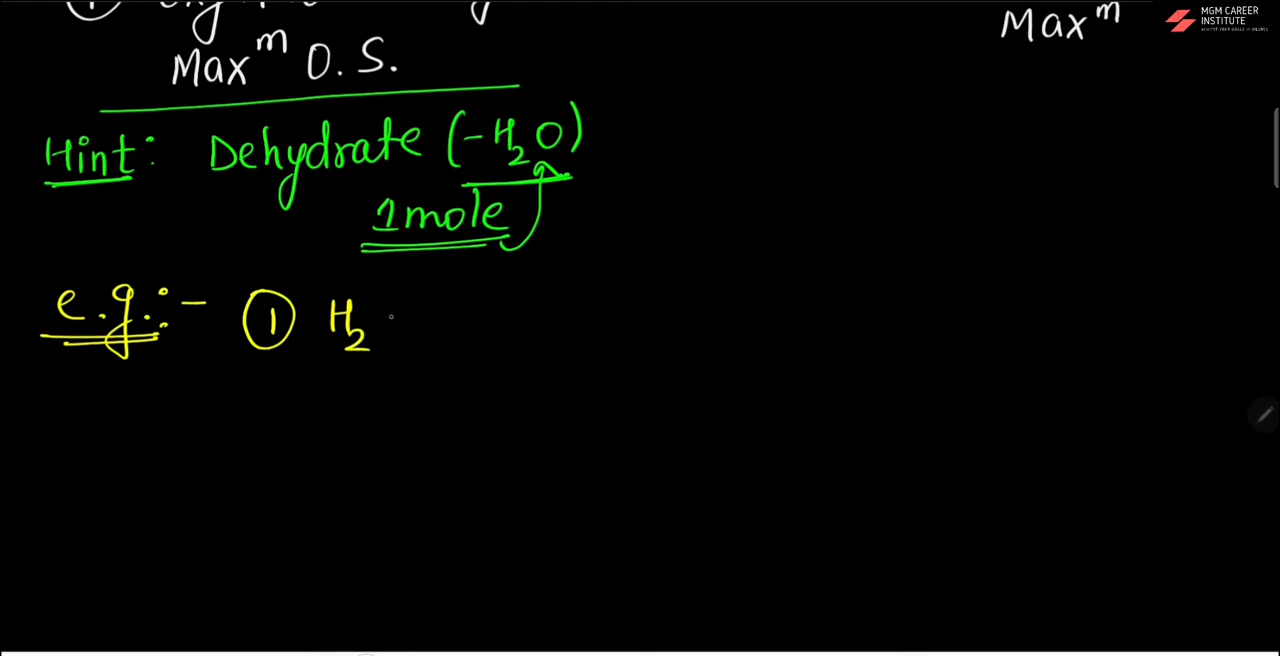 Max^m
MGM CAREER
INSTITUTE
Max^m O.S.
Hint: Dehydrate (-H₂O)
1mole
e.g.:- ① H₂